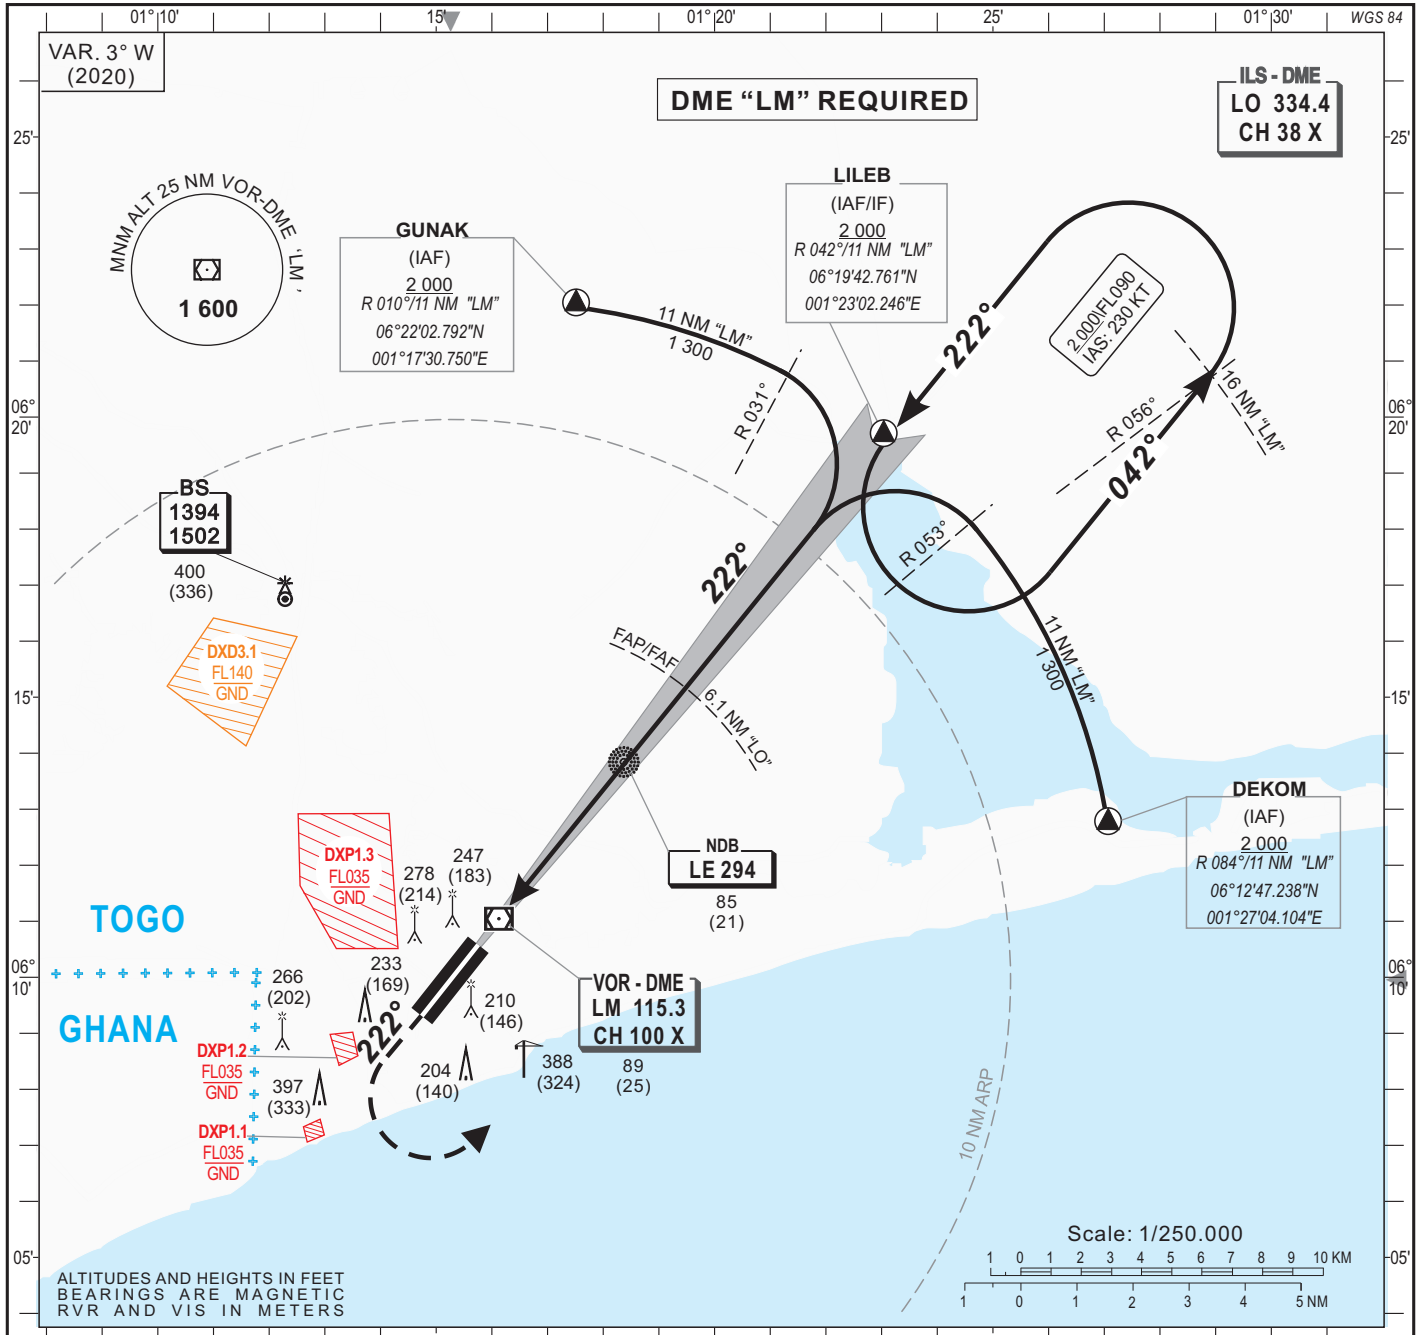 01°10'
15'
01°20'
25'
01°30'
WGS 84
VAR. 3° W
(2020)
DME “LM” REQUIRED
ILS - DME
LO 334.4
CH 38 X
25'
25'
MNM ALT 25 NM VOR-DME 'LM'
1 600
GUNAK
(IAF)
2 000
R 010°/11 NM "LM"
06°22'02.792"N
001°17'30.750"E
LILEB
(IAF/IF)
2 000
R 042°/11 NM "LM"
06°19'42.761"N
001°23'02.246"E
11 NM “LM”
1 300
222°
2 000\FL090
IAS: 230 KT
R 031°
R 056°
16 NM “LM”
042°
06°
20'
06°
20'
BS
1394
1502
400
(336)
R 053°
222°
DXD3.1
FL140
GND
FAP/FAF
6.1 NM “LO”
11 NM “LM”
1 300
15'
15'
DEKOM
(IAF)
2 000
R 084°/11 NM "LM"
06°12'47.238"N
001°27'04.104"E
NDB
LE 294
85
(21)
DXP1.3
FL035
GND
278
(214)
247
(183)
TOGO
GHANA
06°
10'
06°
10'
266
(202)
233
(169)
210
(146)
VOR - DME
LM 115.3
CH 100 X
89
(25)
222°
DXP1.2
FL035
GND
397
(333)
204
(140)
388
(324)
DXP1.1
FL035
GND
10 NM ARP
05'
05'
Scale: 1/250.000
1 0 1 2 3 4 5 6 7 8 9 10 KM
1 0 1 2 3 4 5 NM
ALTITUDES AND HEIGHTS IN FEET
BEARINGS ARE MAGNETIC
RVR AND VIS IN METERS